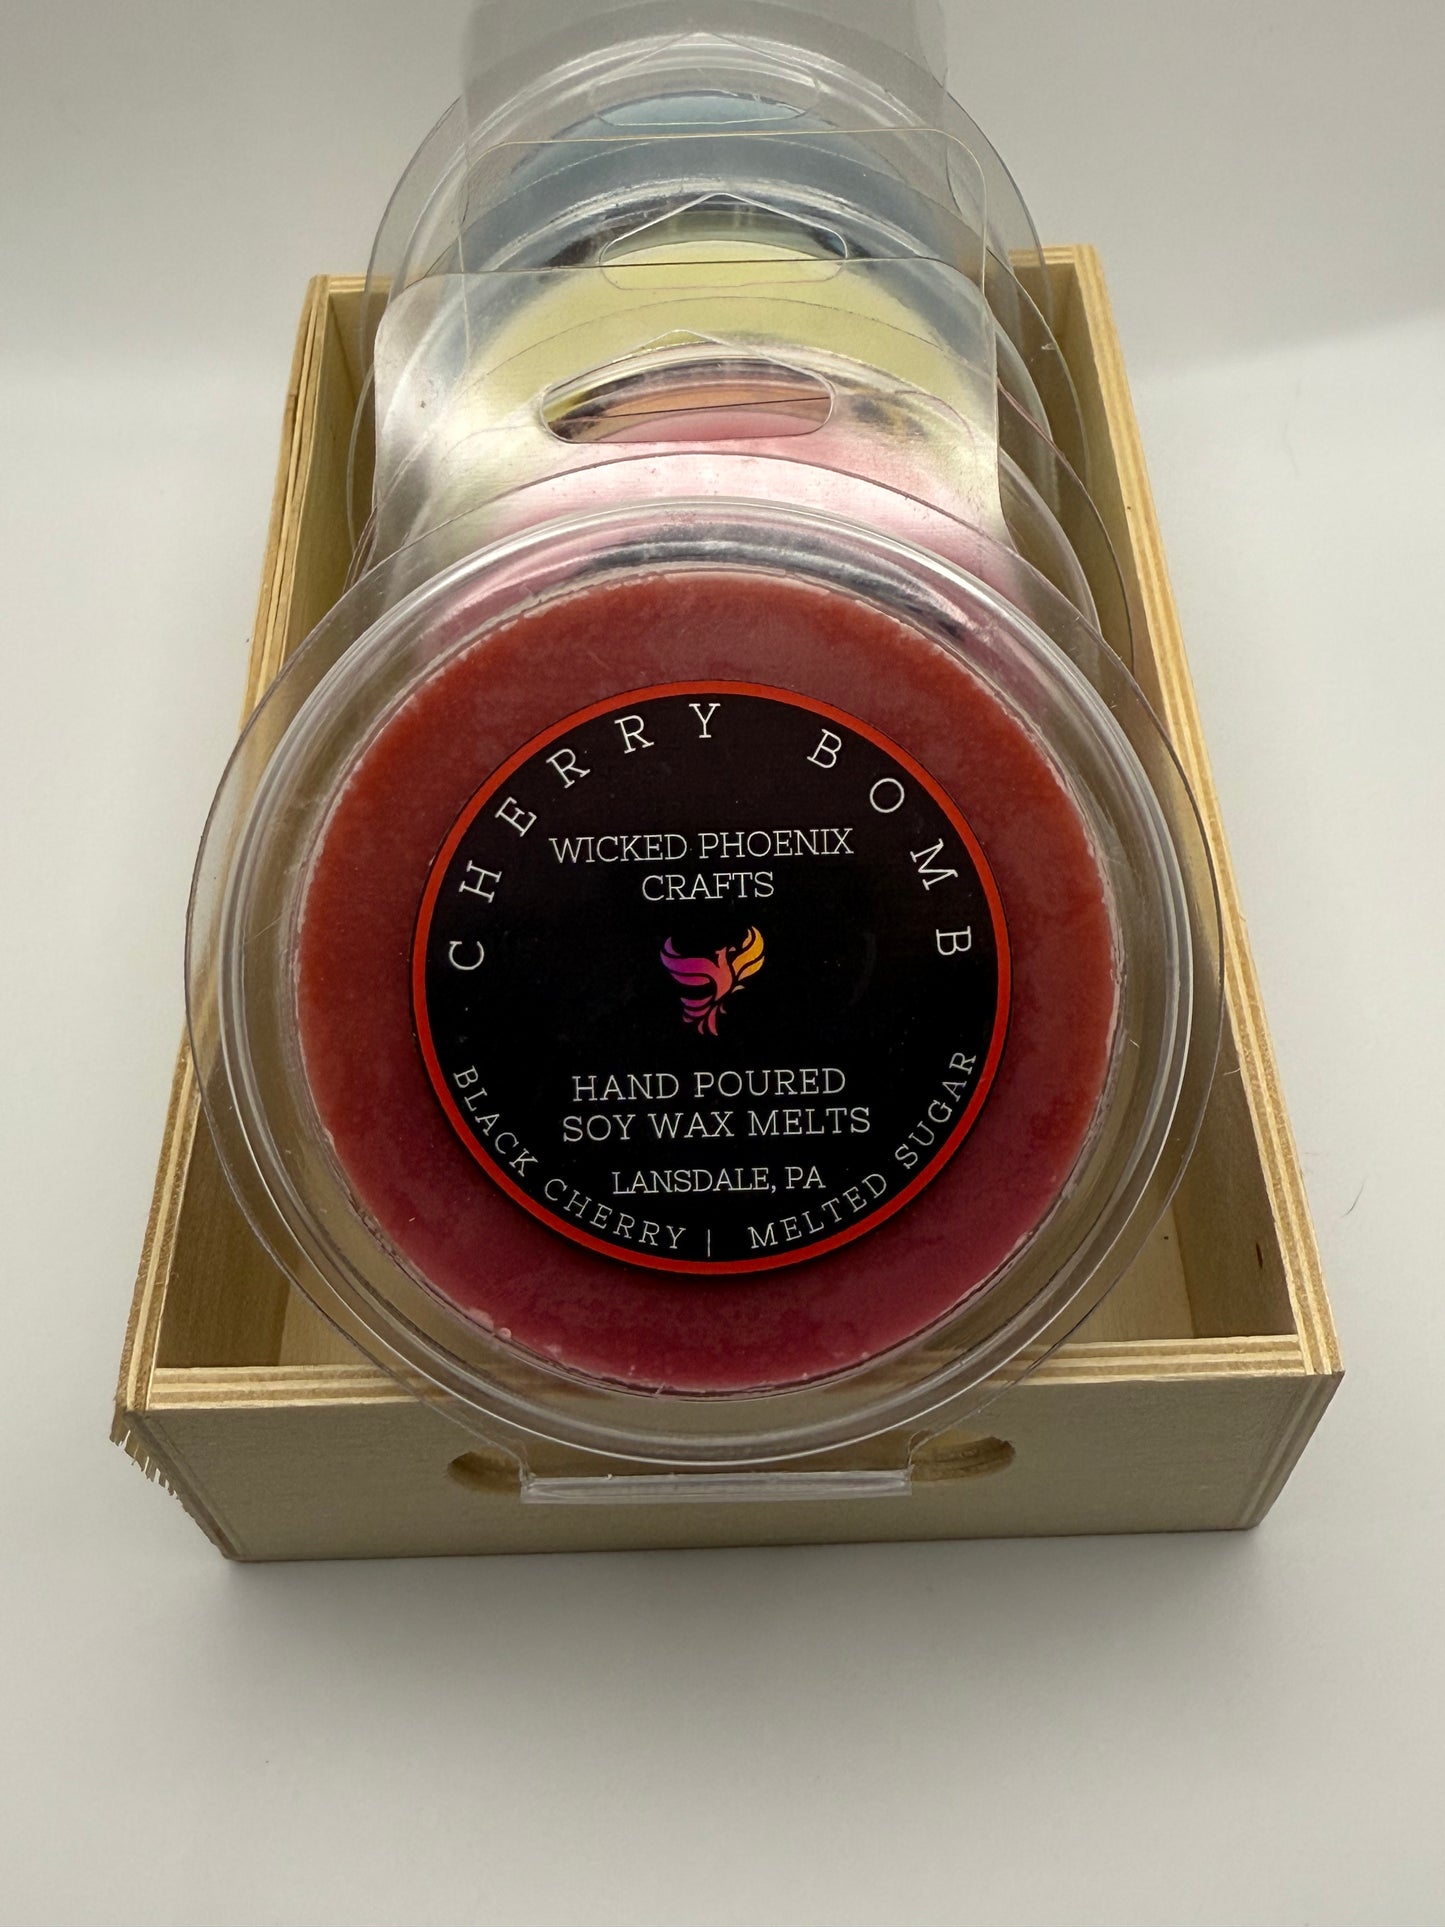 CHERRY BOMB
WICKED PHOENIX
CRAFTS
HAND POURED
SOY WAX MELTS
LANSDALE, PA
BLACK CHERRY | MELTED SUGAR